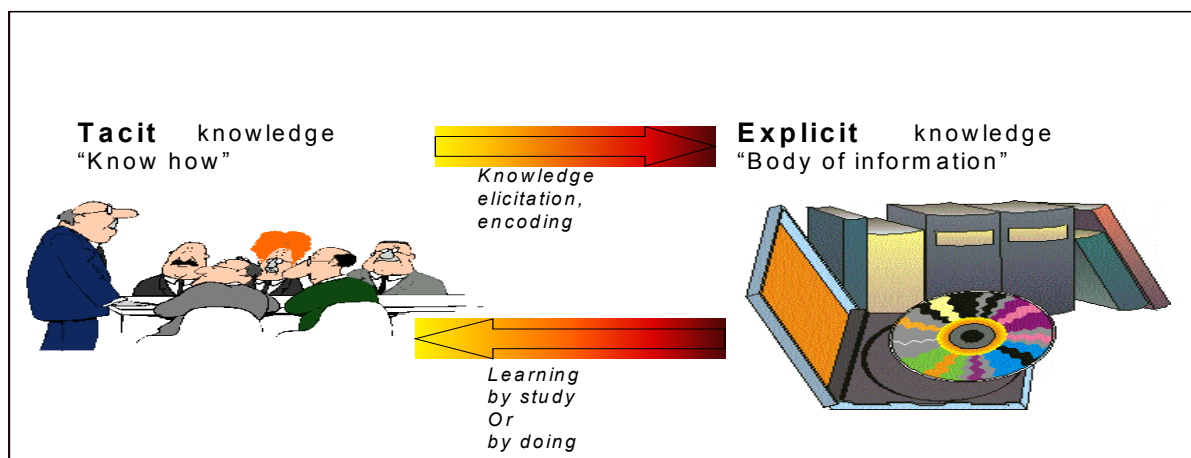 Tacit knowledge
“Know how”
Knowledge
elicitation,
encoding
Explicit knowledge
“Body of information”
Learning
by study
Or
by doing